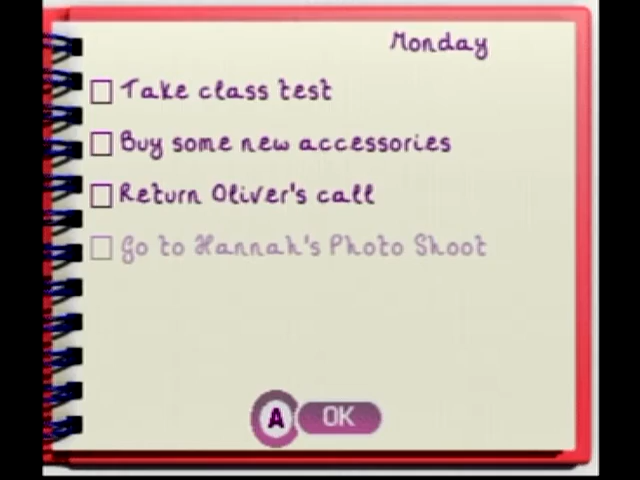 Monday
Take class test
Buy some new accessories
Return Oliver's call
Go to Hannah's Photo Shoot
A OK